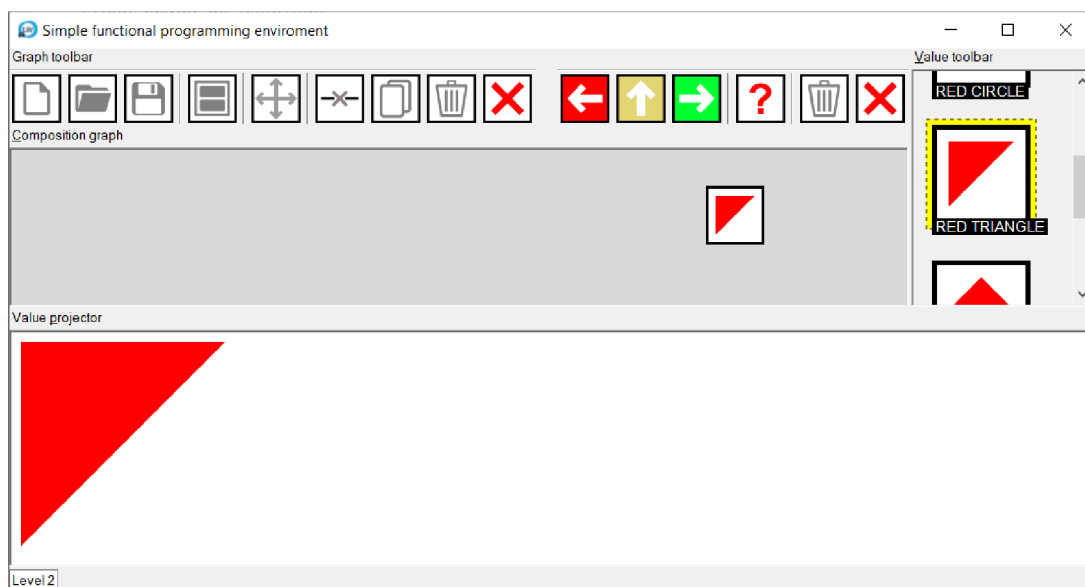 Simple functional programming enviroment
Graph toolbar
Value toolbar
?
RED CIRCLE
Composition graph
RED TRIANGLE
Value projector
Level 2